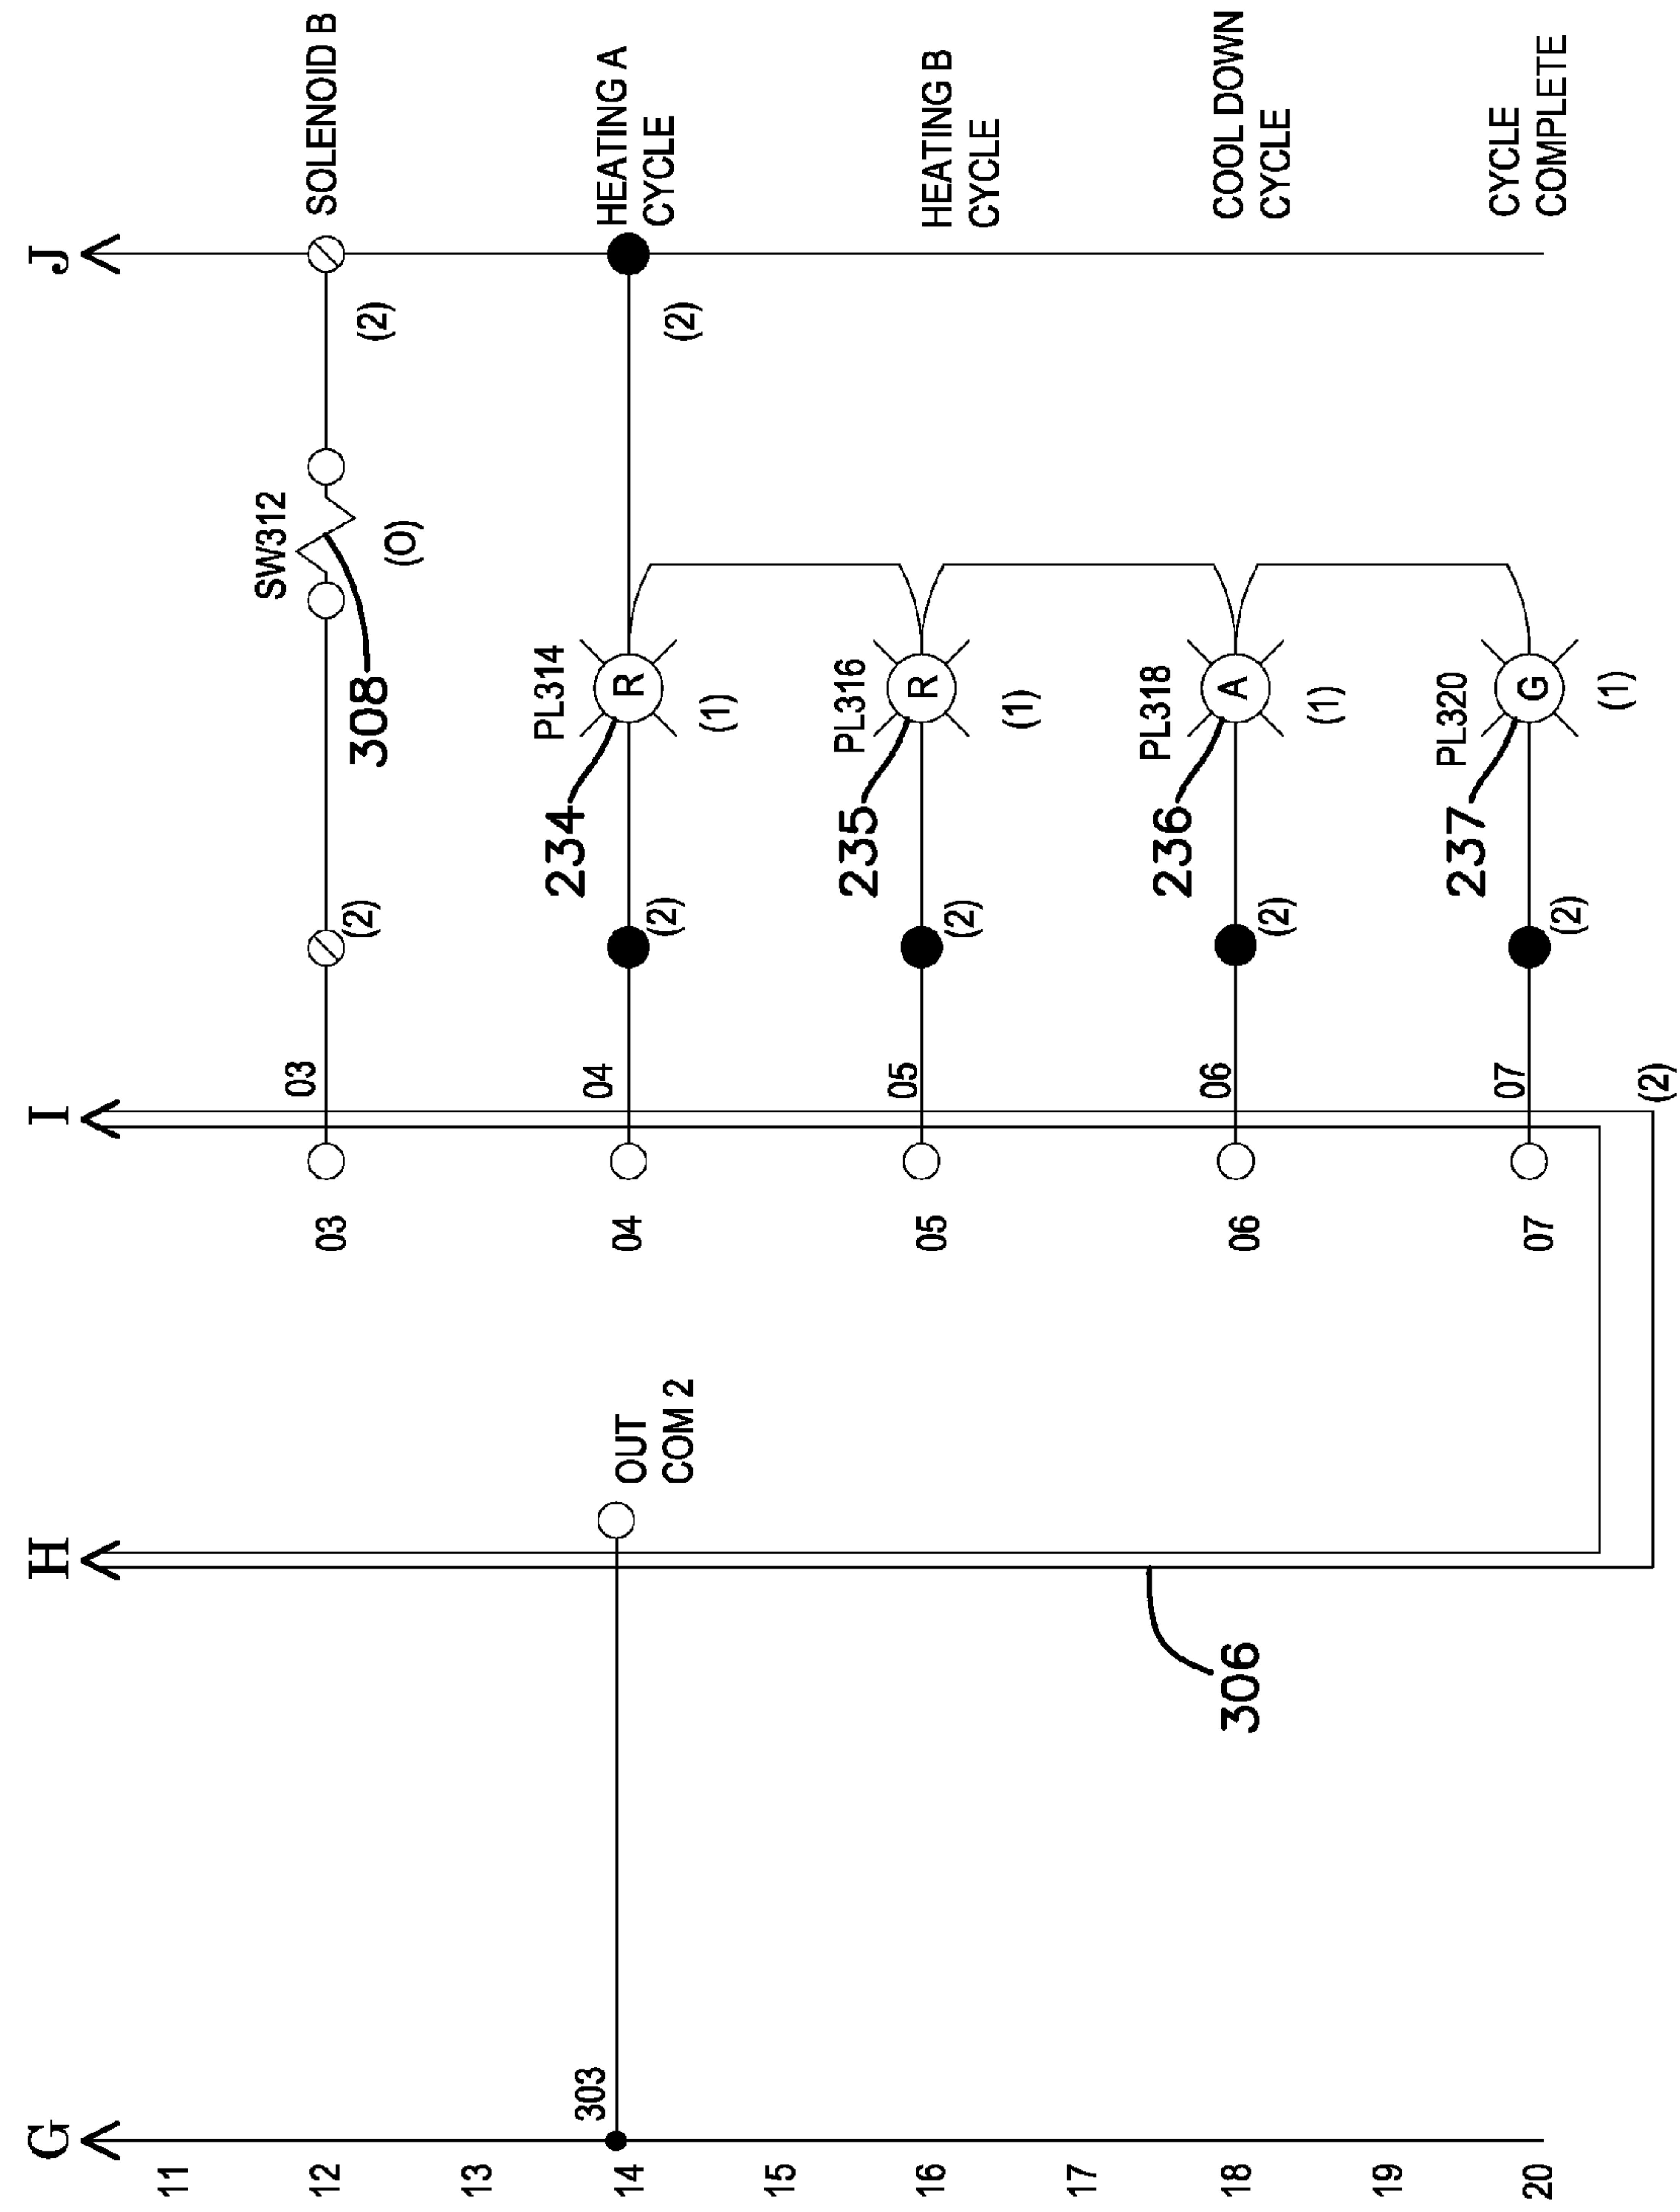 G
H
I
J
11
12
03
03
(2)
SW312
308
(O)
(2)
SOLENOID B
13
14
303
OUT
COM 2
04
04
(2)
234
PL314
R
(1)
(2)
HEATING A
CYCLE
15
16
05
05
(2)
235
PL316
R
(1)
HEATING B
CYCLE
17
306
18
06
06
(2)
236
PL318
A
(1)
COOL DOWN
CYCLE
19
20
07
07
(2)
237
PL320
G
(1)
CYCLE
COMPLETE
(2)